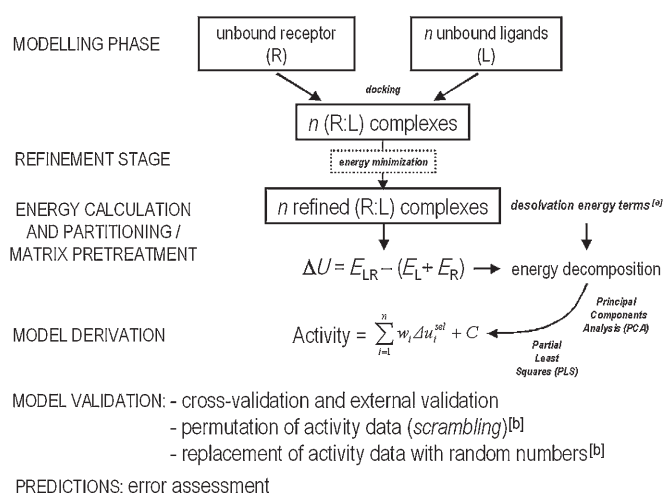 MODELLING PHASE
unbound receptor
(R)
n unbound ligands
(L)
docking
n (R:L) complexes
REFINEMENT STAGE
energy minimization
ENERGY CALCULATION
AND PARTITIONING /
MATRIX PRETREATMENT
n refined (R:L) complexes
desolvation energy terms[a]
ΔU = E_LR – (E_L + E_R)
energy decomposition
Principal
Components
Analysis (PCA)
MODEL DERIVATION
Activity = \sum_{i=1}^{n} w_i Δu_i^{sel} + C
Partial
Least
Squares (PLS)
MODEL VALIDATION: - cross-validation and external validation
- permutation of activity data (scrambling)[b]
- replacement of activity data with random numbers[b]
PREDICTIONS: error assessment